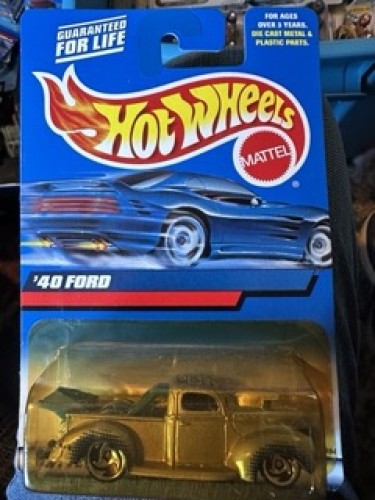 GUARANTEED
FOR LIFE
FOR AGES
OVER 3 YEARS.
DIE CAST METAL &
PLASTIC PARTS.
HOT WHEELS
MATTEL
®
'40 FORD